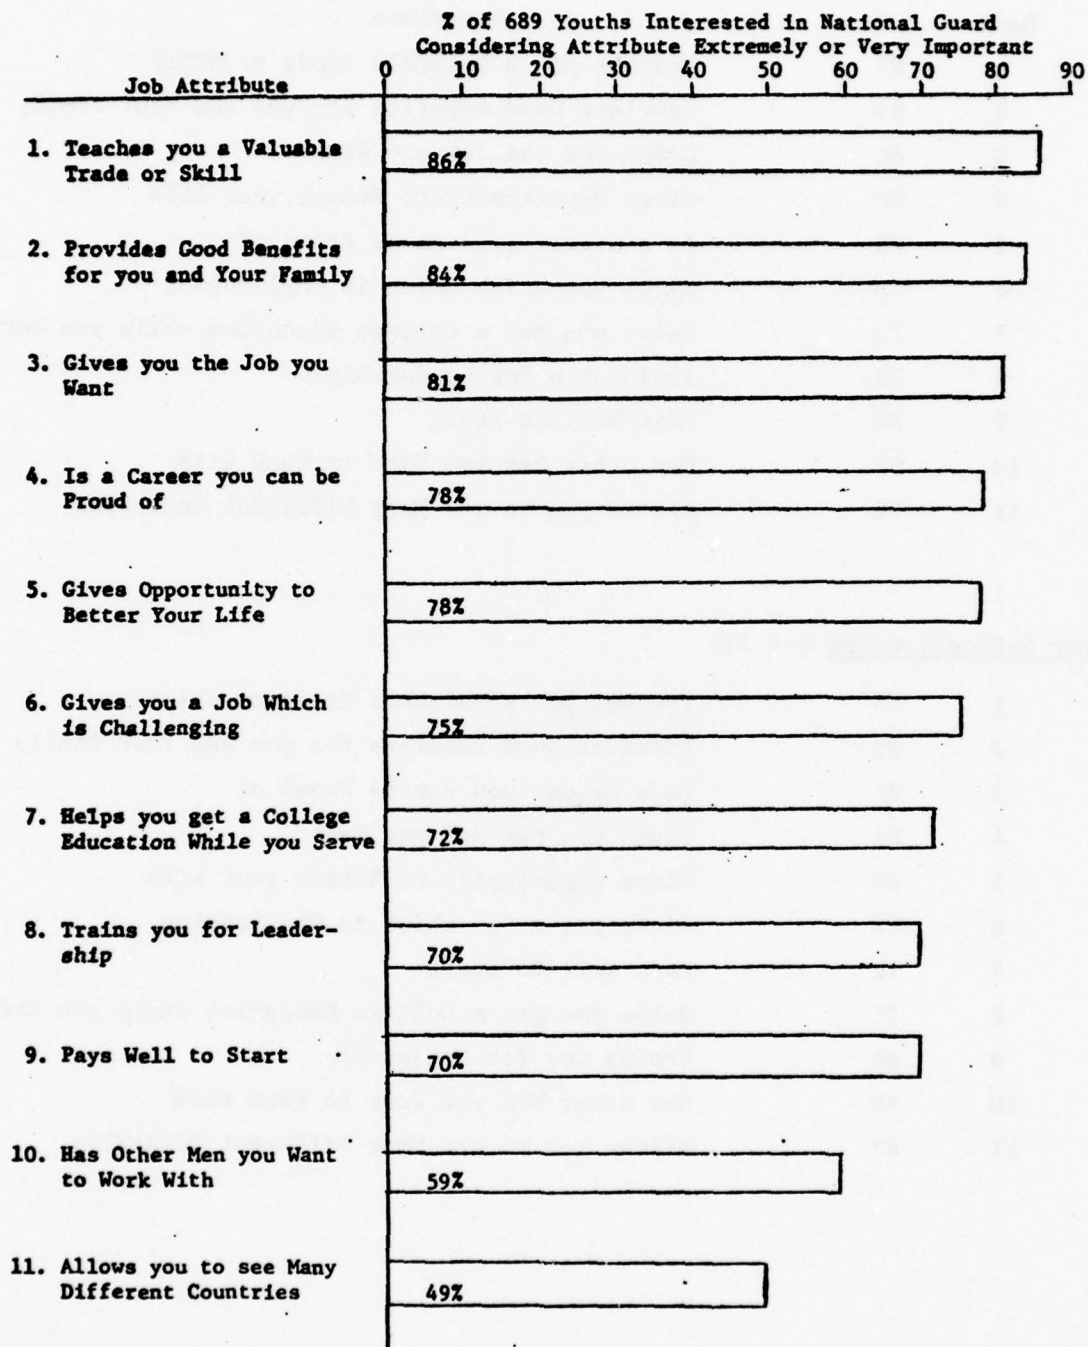 % of 689 Youths Interested in National Guard
Considering Attribute Extremely or Very Important
Job Attribute
0 10 20 30 40 50 60 70 80 90
1. Teaches you a Valuable
Trade or Skill
86%
2. Provides Good Benefits
for you and Your Family
84%
3. Gives you the Job you
Want
81%
4. Is a Career you can be
Proud of
78%
5. Gives Opportunity to
Better Your Life
78%
6. Gives you a Job Which
is Challenging
75%
7. Helps you get a College
Education While you Serve
72%
8. Trains you for Leader-
ship
70%
9. Pays Well to Start
70%
10. Has Other Men you Want
to Work With
59%
11. Allows you to see Many
Different Countries
49%